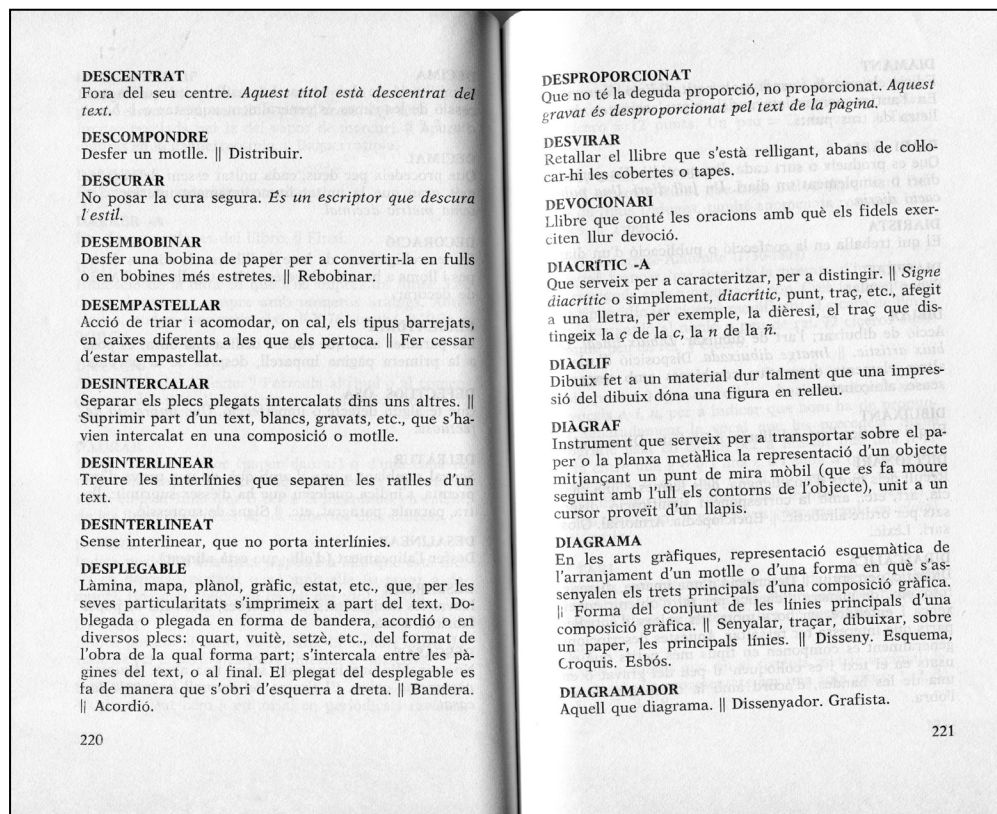 DESCENTRAT
Fora del seu centre. Aquest títol està descentrat del
text.
DESCOMPONDRE
Desfer un motlle. || Distribuir.
DESCURAR
No posar la cura segura. És un escriptor que descura
l'estil.
DESEMBOBINAR
Desfer una bobina de paper per a convertir-la en fulls
o en bobines més estretes. || Rebobinar.
DESEMPASTELLAR
Acció de triar i acomodar, on cal, els tipus barrejats,
en caixes diferents a les que els pertoca. || Fer cessar
d'estar empastellat.
DESINTERCALAR
Separar els plecs plegats intercalats dins uns altres. ||
Suprimir part d'un text, blancs, gravats, etc., que s'ha-
vien intercalat en una composició o motlle.
DESINTERLINEAR
Treure les interlínies que separen les ratlles d'un
text.
DESINTERLINEAT
Sense interlinear, que no porta interlínies.
DESPLEGABLE
Làmina, mapa, plànol, gràfic, estat, etc., que, per les
seves particularitats s'imprimeix a part del text. Do-
blegada o plegada en forma de bandera, acordió o en
diversos plecs: quart, vuitè, setzè, etc., del format de
l'obra de la qual forma part; s'intercala entre les pà-
gines del text, o al final. El plegat del desplegable es
fa de manera que s'obri d'esquerra a dreta. || Bandera.
|| Acordió.
220
DESPROPORCIONAT
Que no té la deguda proporció, no proporcionat. Aquest
gravat és desproporcionat pel text de la pàgina.
DESVIRAR
Retallar el llibre que s'està relligant, abans de col·lo-
car-hi les cobertes o tapes.
DEVOCIONARI
Llibre que conté les oracions amb què els fidels exer-
citen llur devoció.
DIACRÍTIC -A
Que serveix per a caracteritzar, per a distingir. || Signe
diacrític o simplement, diacrític, punt, traç, etc., afegit
a una lletra, per exemple, la dièresi, el traç que dis-
tingeix la ç de la c, la n de la ñ.
DIÀGLIF
Dibuix fet a un material dur talment que una impres-
sió del dibuix dóna una figura en relleu.
DIÀGRAF
Instrument que serveix per a transportar sobre el pa-
per o la planxa metàl·lica la representació d'un objecte
mitjançant un punt de mira mòbil (que es fa moure
seguint amb l'ull els contorns de l'objecte), unit a un
cursor proveït d'un llapis.
DIAGRAMA
En les arts gràfiques, representació esquemàtica de
l'arranjament d'un motlle o d'una forma en què s'as-
senyalen els trets principals d'una composició gràfica.
|| Forma del conjunt de les línies principals d'una
composició gràfica. || Senyalar, traçar, dibuixar, sobre
un paper, les principals línies. || Disseny. Esquema,
Croquis. Esbós.
DIAGRAMADOR
Aquell que diagrama. || Dissenyador. Grafista.
221